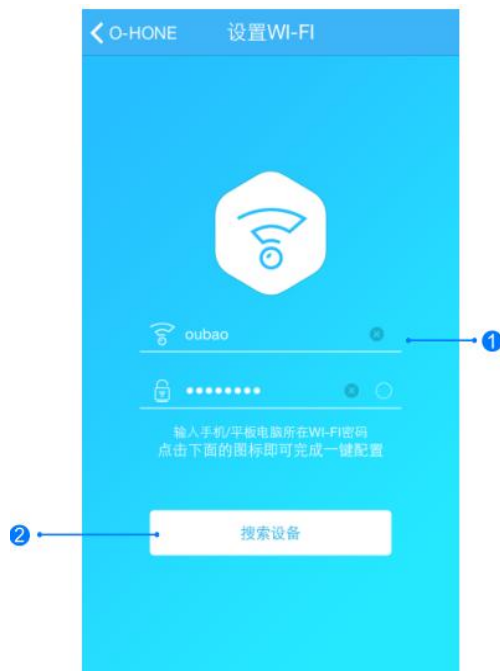 O-HONE 设置WI-FI
oubao
1
••••••••
输入手机/平板电脑所在WI-FI密码
点击下面的图标即可完成一键配置
2 搜索设备